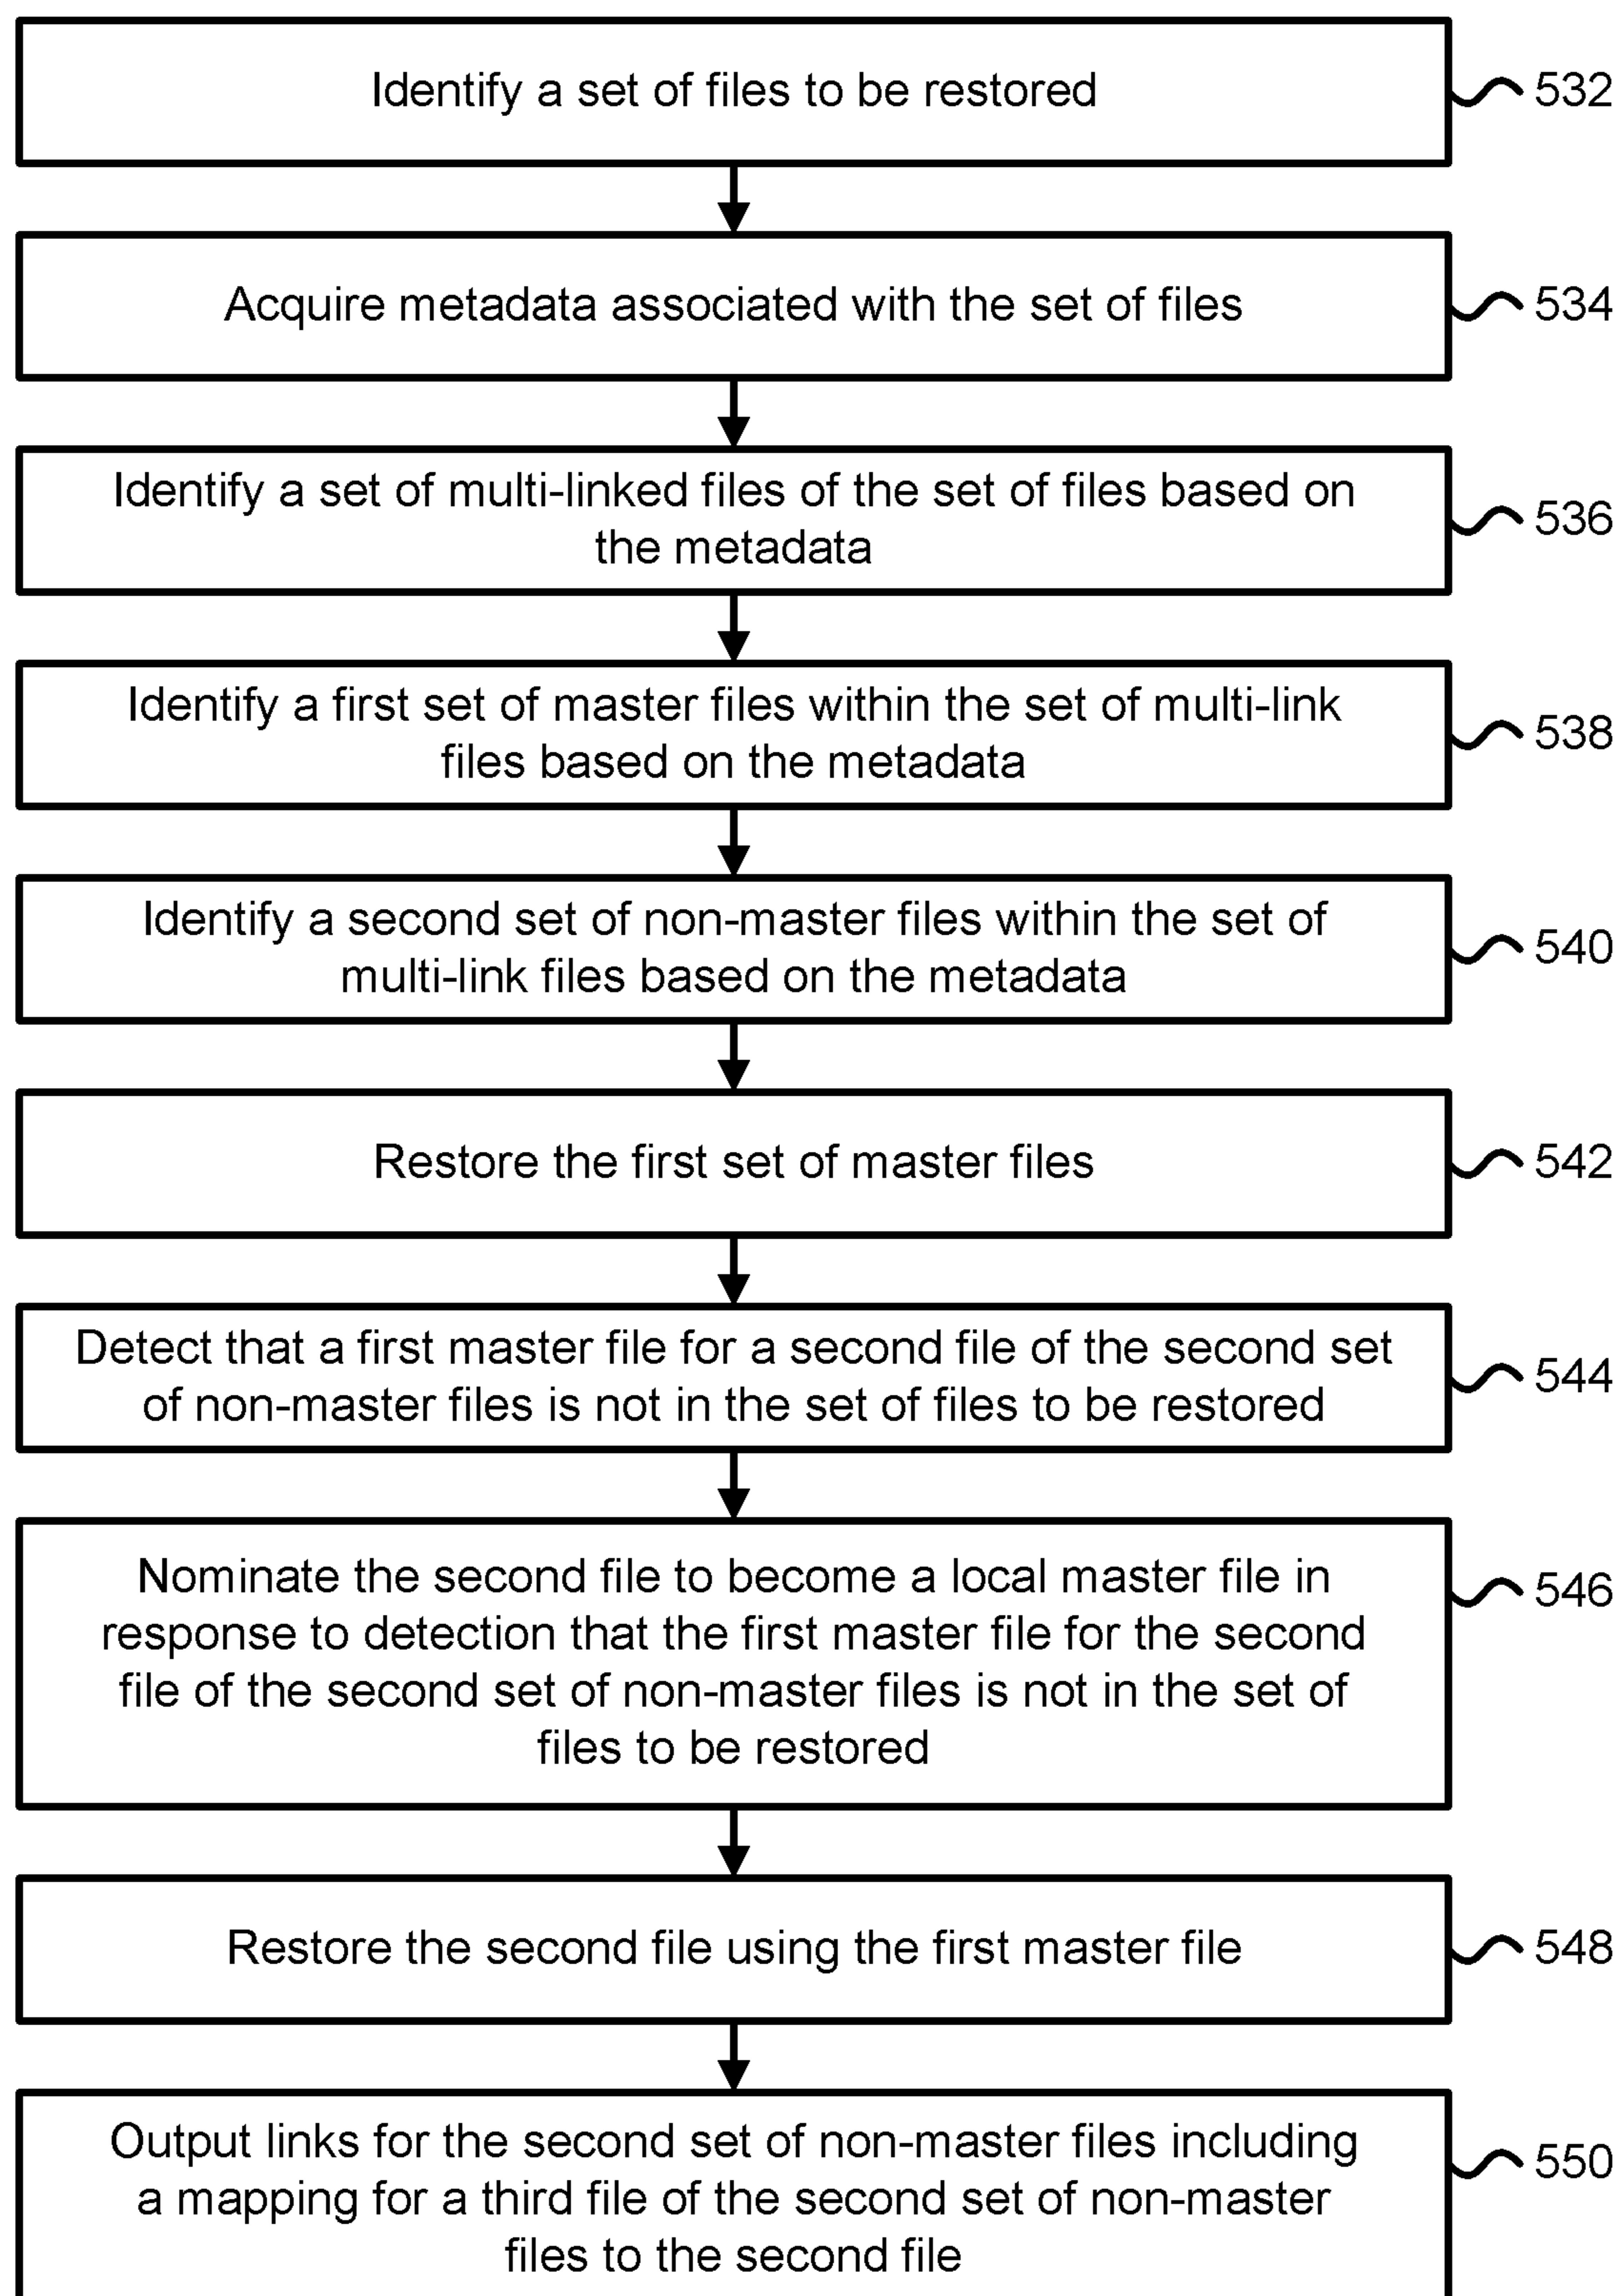 Identify a set of files to be restored
532
Acquire metadata associated with the set of files
534
Identify a set of multi-linked files of the set of files based on
the metadata
536
Identify a first set of master files within the set of multi-link
files based on the metadata
538
Identify a second set of non-master files within the set of
multi-link files based on the metadata
540
Restore the first set of master files
542
Detect that a first master file for a second file of the second set
of non-master files is not in the set of files to be restored
544
Nominate the second file to become a local master file in
response to detection that the first master file for the second
file of the second set of non-master files is not in the set of
files to be restored
546
Restore the second file using the first master file
548
Output links for the second set of non-master files including
a mapping for a third file of the second set of non-master
files to the second file
550